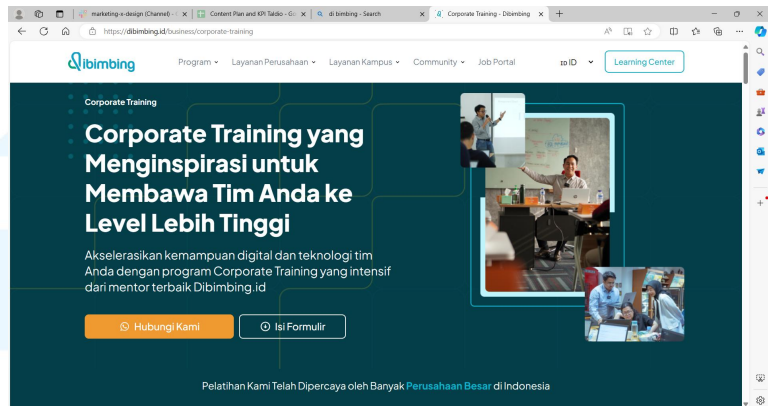 marketing-x-design (Channel) -
Content Plan and KPI Taldio - Go
di bimbing - Search
Corporate Training - Dibimbing
https://dibimbing.id/business/corporate-training
dibimbing
Program
Layanan Perusahaan
Layanan Kampus
Community
Job Portal
ID ID
Learning Center
Corporate Training
Corporate Training yang
Menginspirasi untuk
Membawa Tim Anda ke
Level Lebih Tinggi
Akselerasikan kemampuan digital dan teknologi tim
Anda dengan program Corporate Training yang intensif
dari mentor terbaik Dibimbing.id
Hubungi Kami
Isi Formulir
Pelatihan Kami Telah Dipercaya oleh Banyak Perusahaan Besar di Indonesia